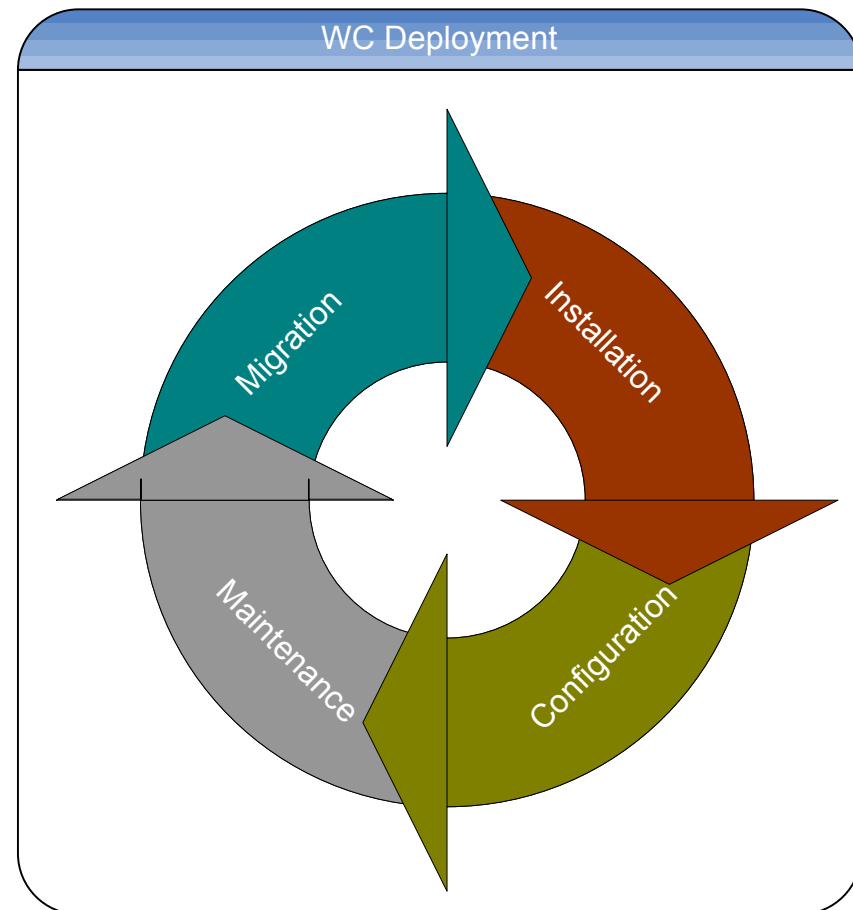 WC Deployment
Migration
Installation
Maintenance
Configuration